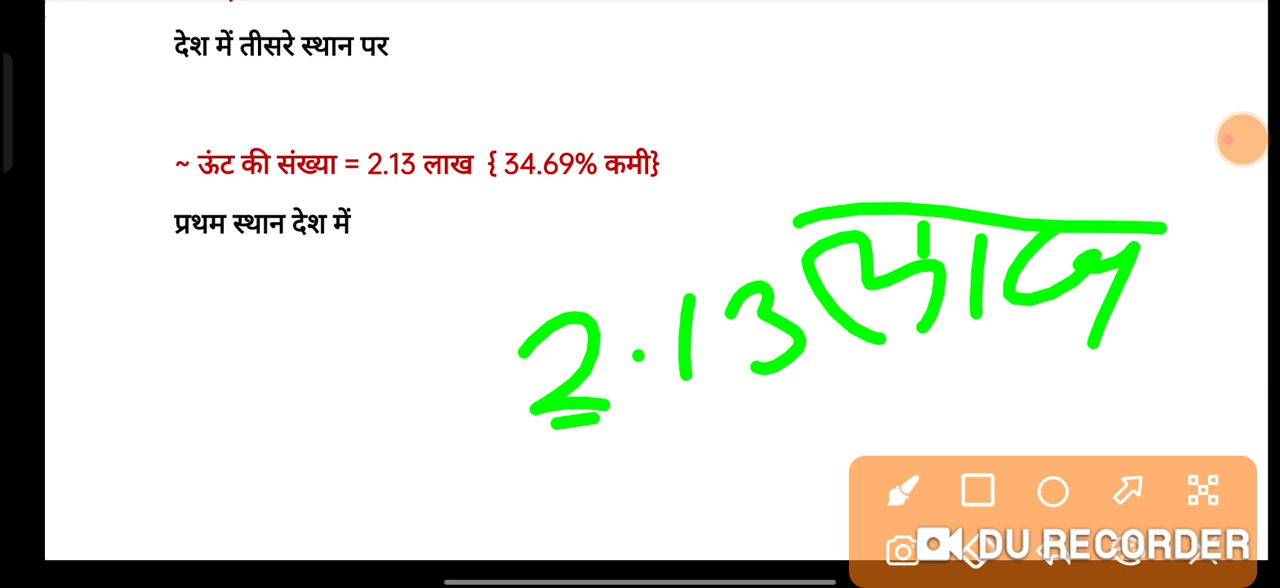 देश में तीसरे स्थान पर
~ ऊंट की संख्या = 2.13 लाख { 34.69% कमी}
प्रथम स्थान देश में
2.13 लाख
DU RECORDER